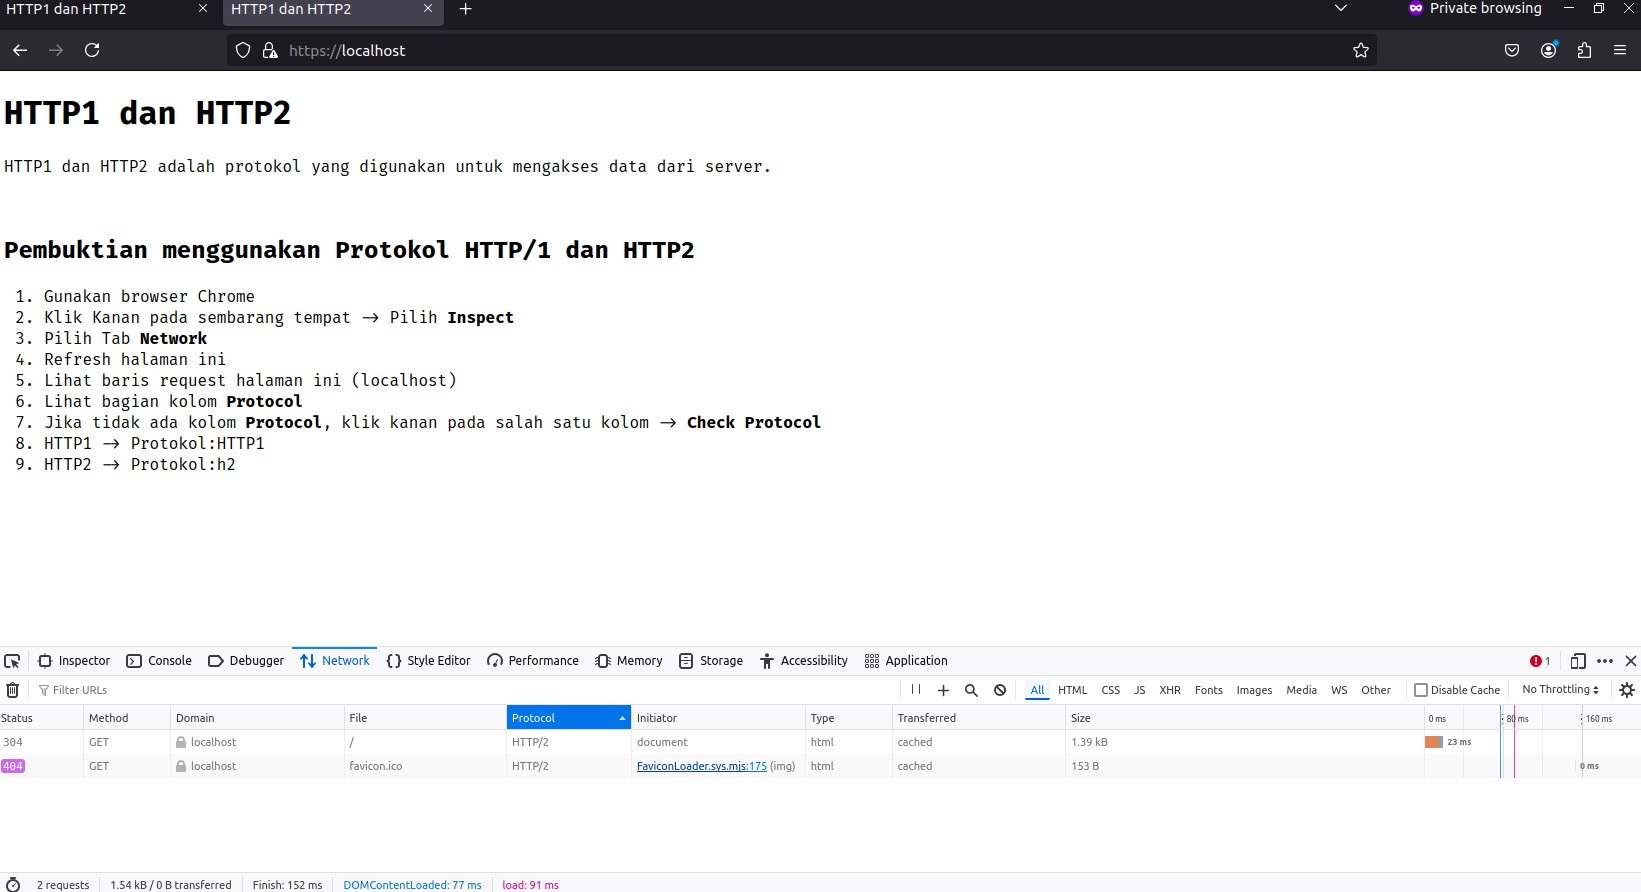 HTTP1 dan HTTP2 HTTP1 dan HTTP2 Private browsing
https://localhost
HTTP1 dan HTTP2
HTTP1 dan HTTP2 adalah protokol yang digunakan untuk mengakses data dari server.
Pembuktian menggunakan Protokol HTTP/1 dan HTTP2
1. Gunakan browser Chrome
2. Klik Kanan pada sembarang tempat → Pilih Inspect
3. Pilih Tab Network
4. Refresh halaman ini
5. Lihat baris request halaman ini (localhost)
6. Lihat bagian kolom Protocol
7. Jika tidak ada kolom Protocol, klik kanan pada salah satu kolom → Check Protocol
8. HTTP1 → Protokol:HTTP1
9. HTTP2 → Protokol:h2
Inspector Console Debugger Network Style Editor Performance Memory Storage Accessibility Application 1
Filter URLs All HTML CSS JS XHR Fonts Images Media WS Other Disable Cache No Throttling
Status Method Domain File Protocol Initiator Type Transferred Size 0 ms 80 ms 160 ms
304 GET localhost / HTTP/2 document html cached 1.39 kB 23 ms
404 GET localhost favicon.ico HTTP/2 FaviconLoader.sys.mjs:175 (img) html cached 153 B 0 ms
2 requests 1.54 kB / 0 B transferred Finish: 152 ms DOMContentLoaded: 77 ms load: 91 ms